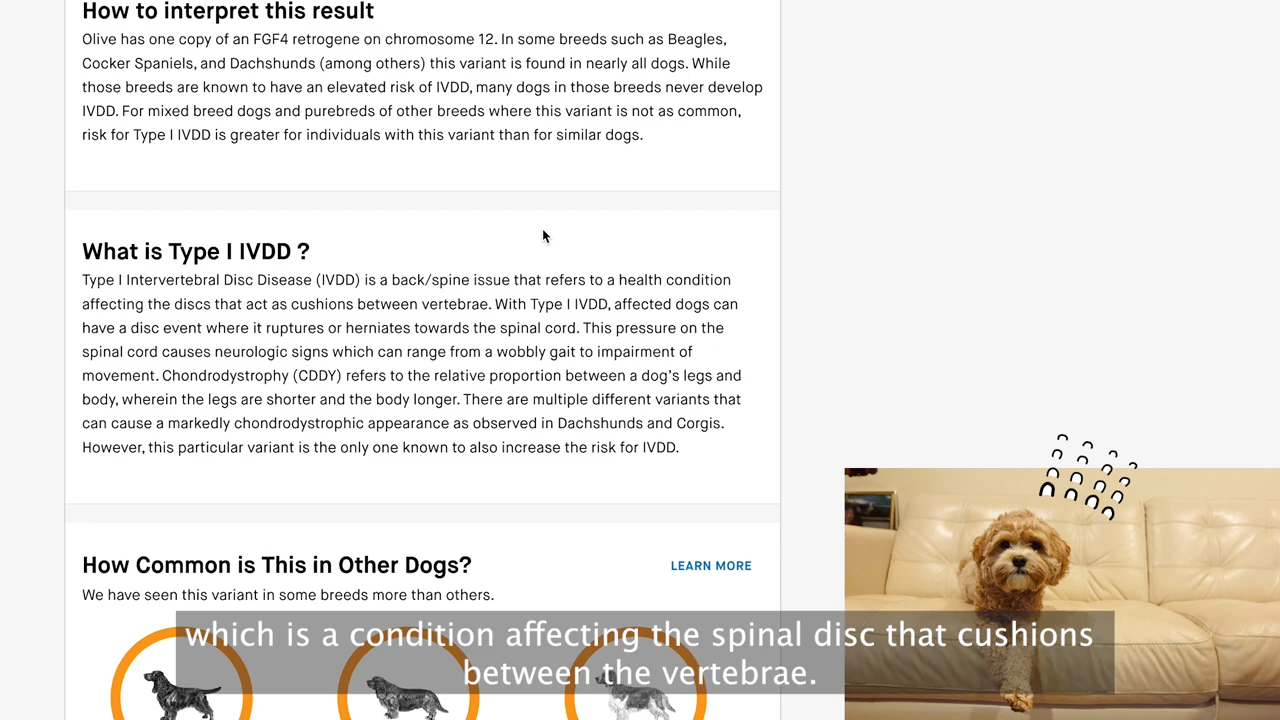 How to interpret this result
Olive has one copy of an FGF4 retrogene on chromosome 12. In some breeds such as Beagles,
Cocker Spaniels, and Dachshunds (among others) this variant is found in nearly all dogs. While
those breeds are known to have an elevated risk of IVDD, many dogs in those breeds never develop
IVDD. For mixed breed dogs and purebreds of other breeds where this variant is not as common,
risk for Type I IVDD is greater for individuals with this variant than for similar dogs.
What is Type I IVDD ?
Type I Intervertebral Disc Disease (IVDD) is a back/spine issue that refers to a health condition
affecting the discs that act as cushions between vertebrae. With Type I IVDD, affected dogs can
have a disc event where it ruptures or herniates towards the spinal cord. This pressure on the
spinal cord causes neurologic signs which can range from a wobbly gait to impairment of
movement. Chondrodystrophy (CDDY) refers to the relative proportion between a dog's legs and
body, wherein the legs are shorter and the body longer. There are multiple different variants that
can cause a markedly chondrodystrophic appearance as observed in Dachshunds and Corgis.
However, this particular variant is the only one known to also increase the risk for IVDD.
How Common is This in Other Dogs?
LEARN MORE
We have seen this variant in some breeds more than others.
which is a condition affecting the spinal disc that cushions
between the vertebrae.